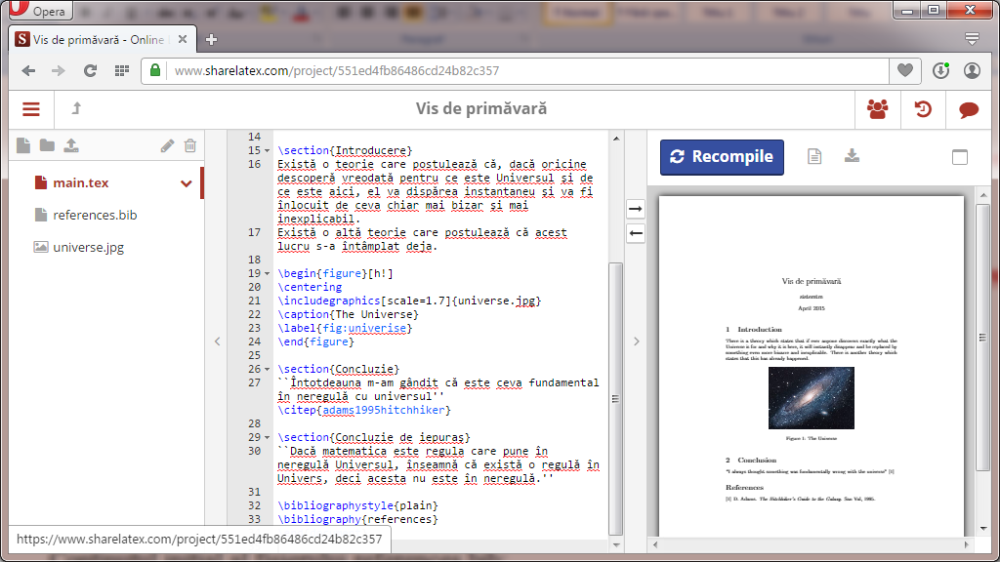 Opera
Vis de primăvară - Online
www.sharelatex.com/project/551ed4fb86486cd24b82c357
Vis de primăvară
main.tex
references.bib
universe.jpg
14
15 \section{Introducere}
16 Există o teorie care postulează că, dacă oricine
descoperă vreodată pentru ce este Universul şi de
ce este aici, el va dispărea instantaneu şi va fi
înlocuit de ceva chiar mai bizar şi mai
inexplicabil.
17 Există o altă teorie care postulează că acest
lucru s-a întâmplat deja.
18
19 \begin{figure}[h!]
20 \centering
21 \includegraphics[scale=1.7]{universe.jpg}
22 \caption{The Universe}
23 \label{fig:univerise}
24 \end{figure}
25
26 \section{Concluzie}
27 ``Întotdeauna m-am gândit că este ceva fundamental
în neregulă cu universul''
\citep{adams1995hitchhiker}
28
29 \section{Concluzie de iepuraş}
30 ``Dacă matematica este regula care pune în
neregulă Universul, înseamnă că există o regulă în
Univers, deci acesta nu este în neregulă.''
31
32 \bibliographystyle{plain}
33 \bibliography{references}
Recompile
Vis de primăvară
sistemim
April 2015
1 Introduction
There is a theory which states that if ever anyone discovers exactly what the
Universe is for and why it is here, it will instantly disappear and be replaced by
something even more bizarre and inexplicable. There is another theory which
states that this has already happened.
Figure 1: The Universe
2 Conclusion
"I always thought something was fundamentally wrong with the universe" [1]
References
[1] D. Adams. The Hitchhiker's Guide to the Galaxy. San Val, 1995.
https://www.sharelatex.com/project/551ed4fb86486cd24b82c357